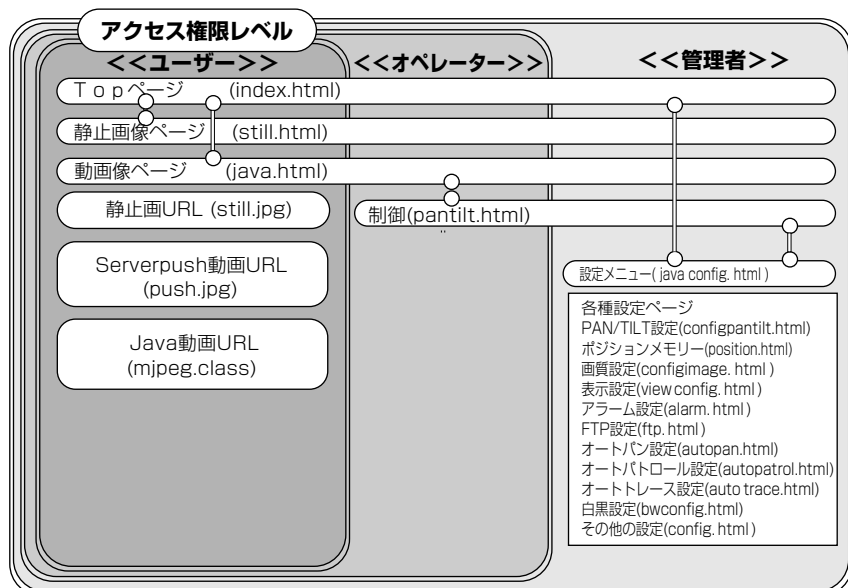 アクセス権限レベル
<<ユーザー>>
<<オペレーター>>
<<管理者>>
Topページ (index.html)
静止画像ページ (still.html)
動画像ページ (java.html)
静止画URL (still.jpg)
制御(pantilt.html)
Serverpush動画URL
(push.jpg)
設定メニュー( java config. html )
Java動画URL
(mjpeg.class)
各種設定ページ
PAN/TILT設定(configpantilt.html)
ポジションメモリー(position.html)
画質設定(configimage. html )
表示設定(view config. html )
アラーム設定(alarm. html )
FTP設定(ftp. html )
オートパン設定(autopan.html)
オートパトロール設定(autopatrol.html)
オートトレース設定(auto trace.html)
白黒設定(bwconfig.html)
その他の設定(config. html )